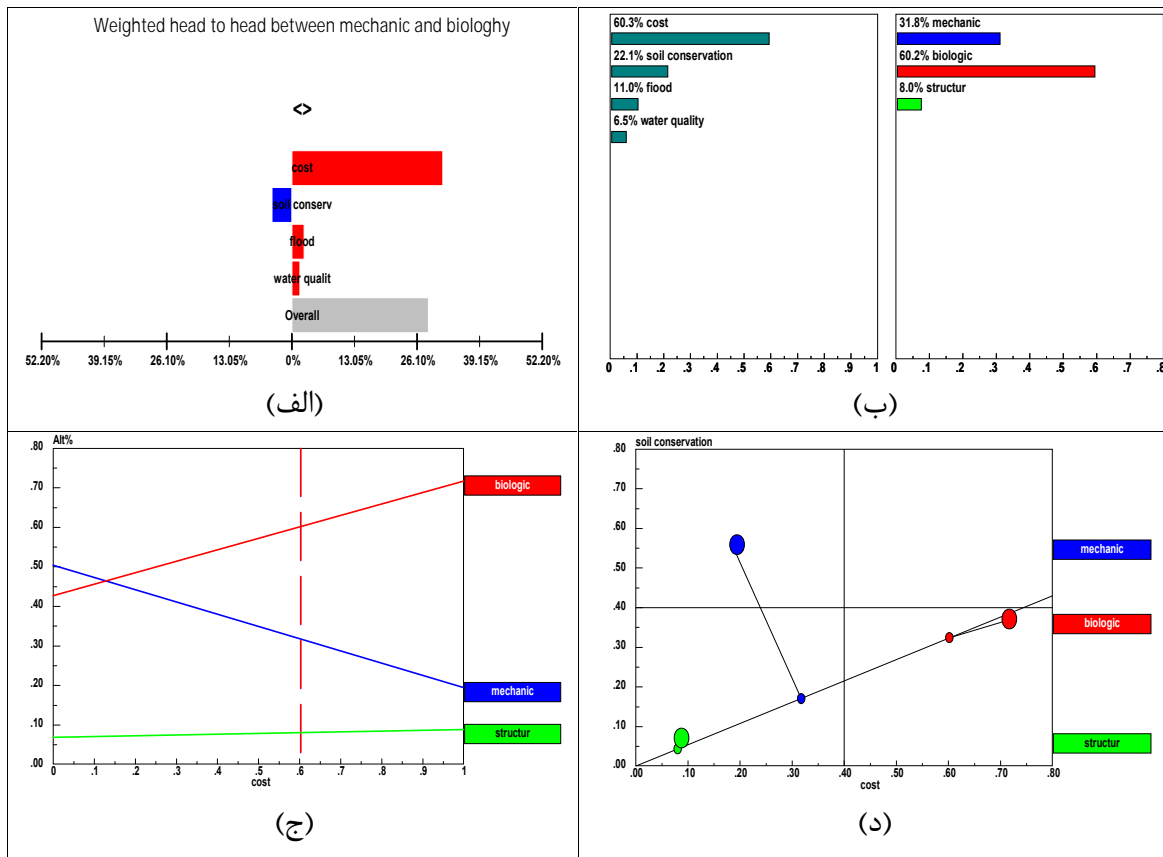 Weighted head to head between mechanic and biologhy
<>
cost
soil conserv
flood
water qualit
Overall
52.20% 39.15% 26.10% 13.05% 0% 13.05% 26.10% 39.15% 52.20%
(الف)
60.3% cost
22.1% soil conservation
11.0% fiood
6.5% water quality
0 .1 .2 .3 .4 .5 .6 .7 .8 .9 1
31.8% mechanic
60.2% biologic
8.0% structur
0 .1 .2 .3 .4 .5 .6 .7 .8
(ب)
Alt%
.80
.70
.60
.50
.40
.30
.20
.10
.00
0 .1 .2 .3 .4 .5 .6 .7 .8 .9 1
cost
biologic
mechanic
structur
(ج)
soil conservation
.80
.70
.60
.50
.40
.30
.20
.10
.00
.00 .10 .20 .30 .40 .50 .60 .70 .80
cost
mechanic
biologic
structur
(د)